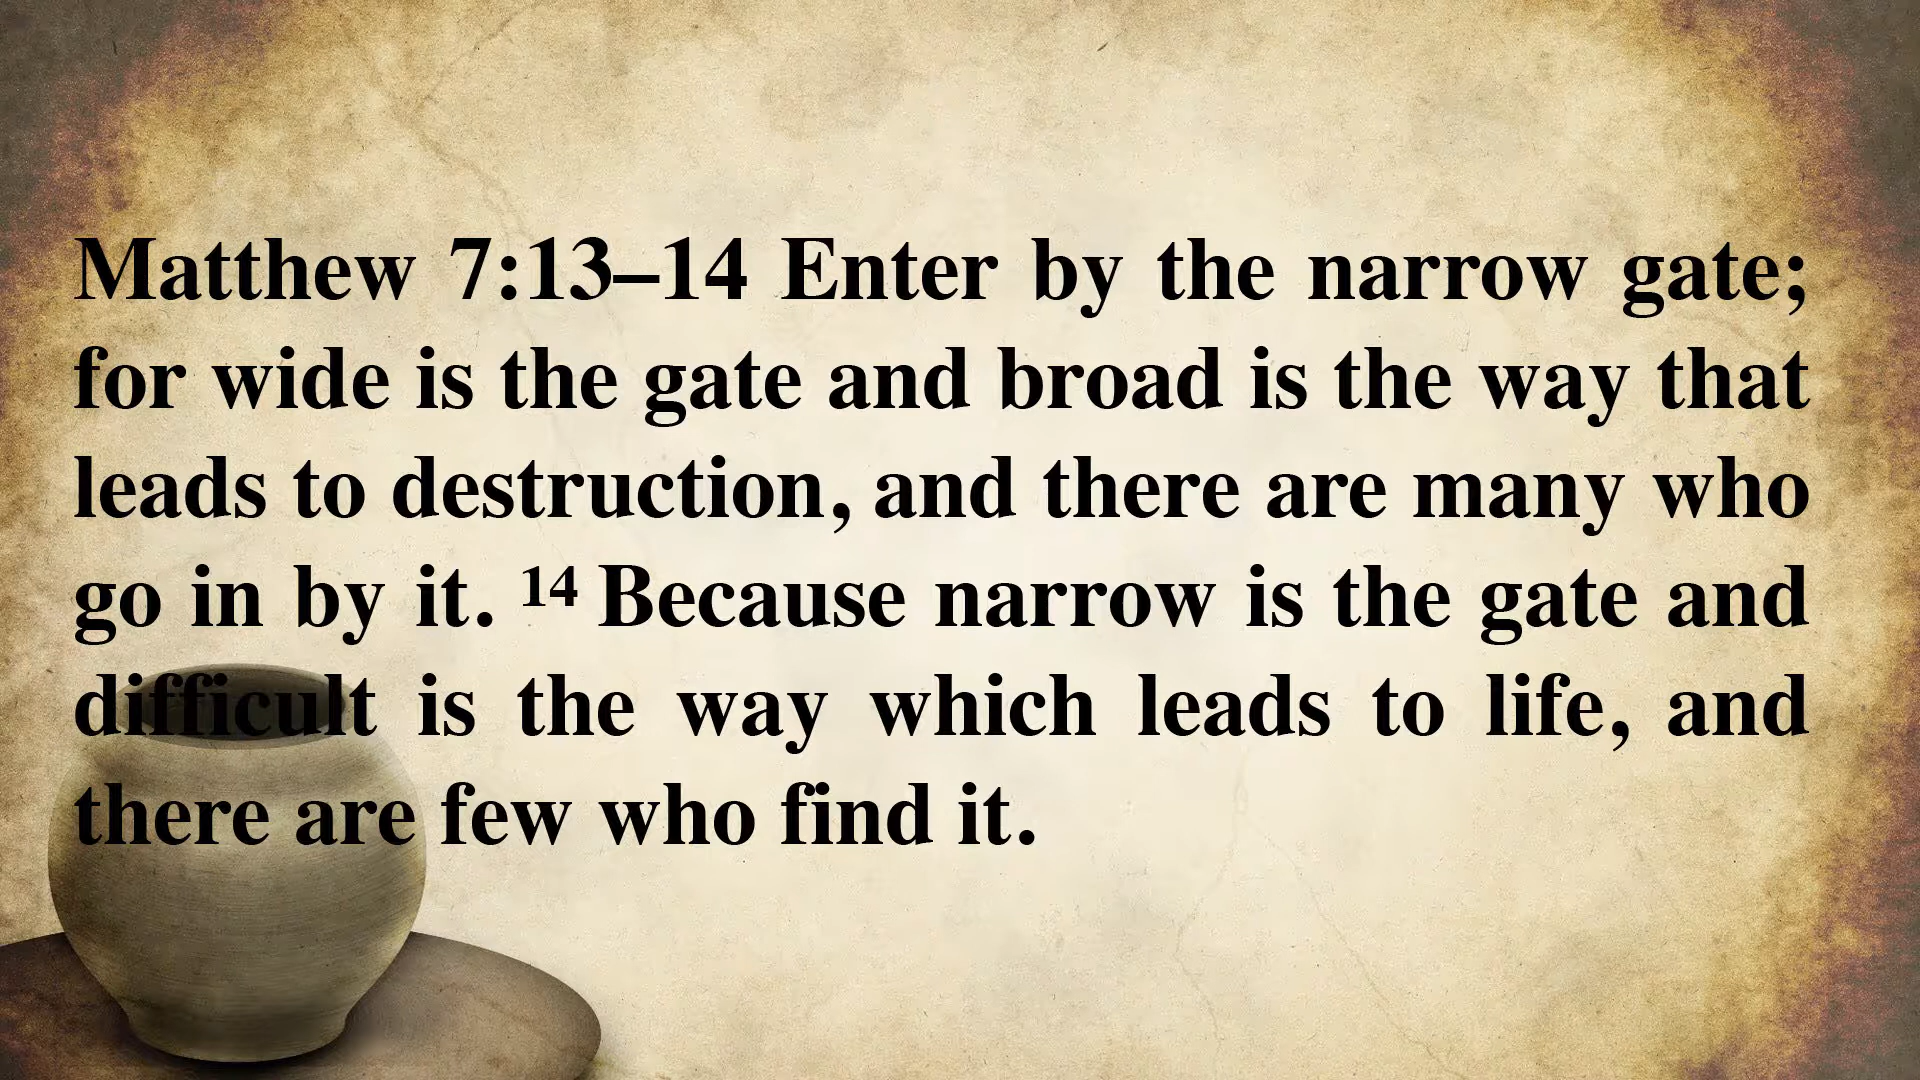 Matthew 7:13–14 Enter by the narrow gate;
for wide is the gate and broad is the way that
leads to destruction, and there are many who
go in by it. ¹⁴ Because narrow is the gate and
difficult is the way which leads to life, and
there are few who find it.